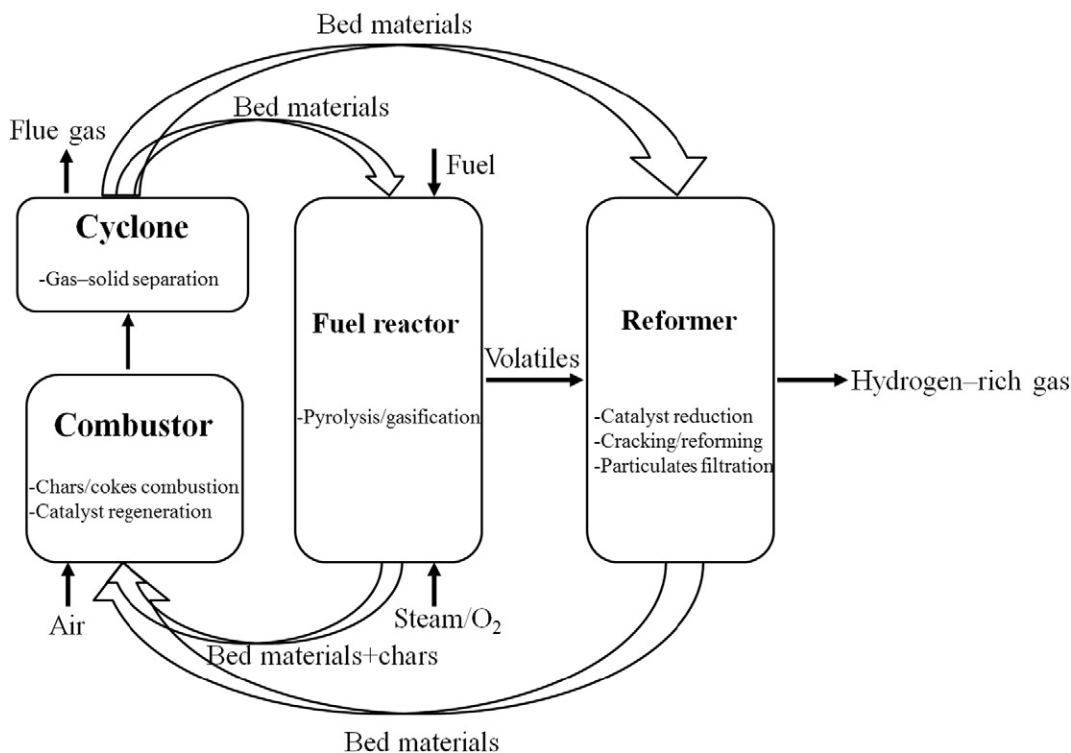 Bed materials
Bed materials
Flue gas
Fuel
Cyclone
-Gas–solid separation
Fuel reactor
-Pyrolysis/gasification
Reformer
-Catalyst reduction
-Cracking/reforming
-Particulates filtration
Volatiles
Hydrogen–rich gas
Combustor
-Chars/cokes combustion
-Catalyst regeneration
Air
Steam/O₂
Bed materials+chars
Bed materials